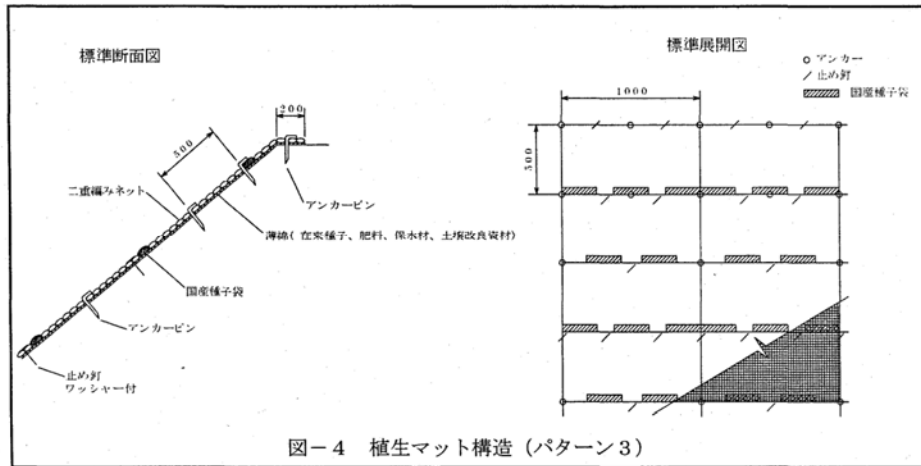 標準断面図
標準展開図
○ アンカー
/ 止め釘
国産種子袋
1000
500
200
500
二重編みネット
アンカーピン
薄綿(在来種子、肥料、保水材、土壌改良資材)
国産種子袋
アンカーピン
止め釘
ワッシャー付
図－4 植生マット構造（パターン3）